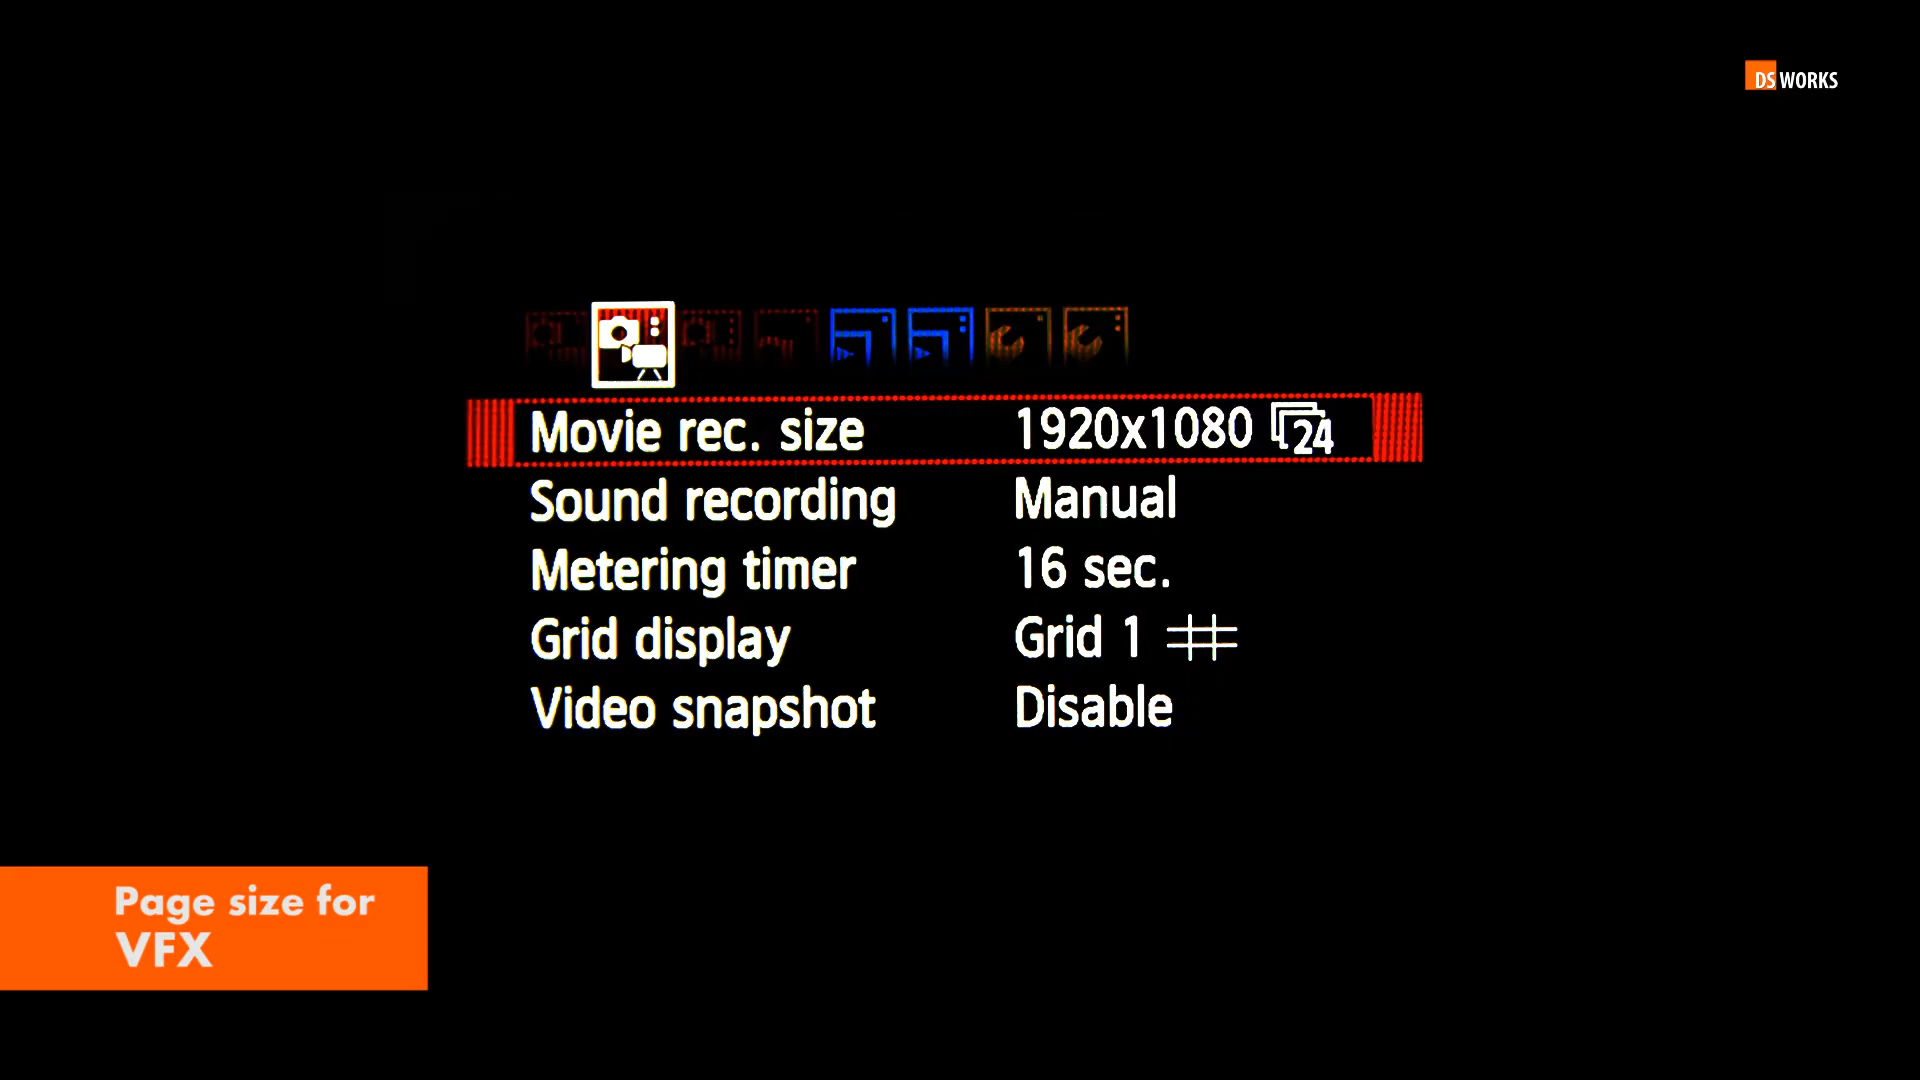 DS WORKS
Movie rec. size 1920x1080 24
Sound recording Manual
Metering timer 16 sec.
Grid display Grid 1
Video snapshot Disable
Page size for
VFX